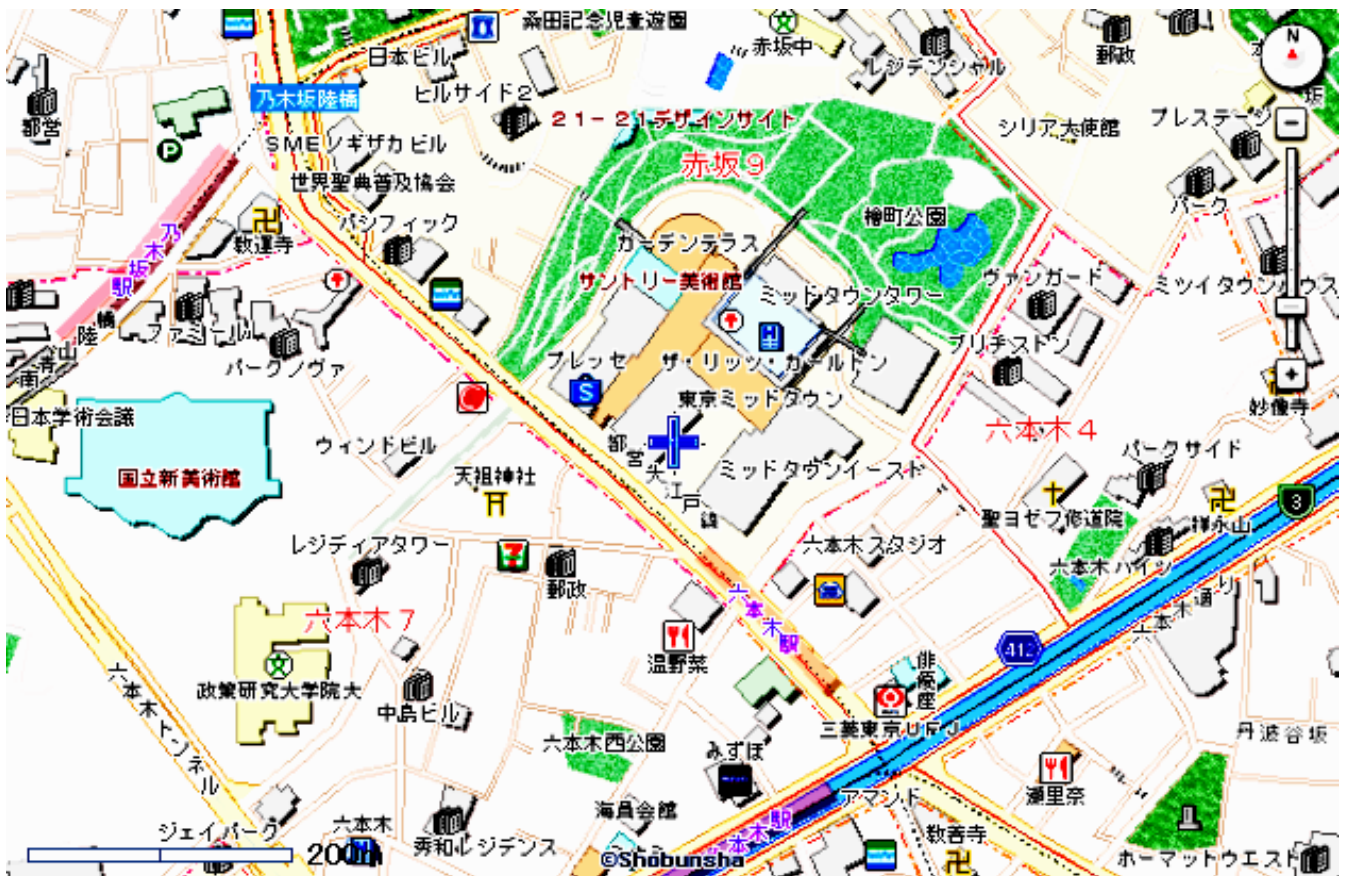 桑田記念児童遊園
赤坂中
日本ビル
レジデンシャル
郵政
N
都営
乃木坂陸橋
ヒルサイド2
21-21デザインサイト
シリア大使館
プレステージ
P
SMEノギザカビル
赤坂9
世界聖典普及協会
パシフィック
檜町公園
パーク
教運寺
乃木坂駅
ガーデンテラス
サントリー美術館
ミッドタウンタワー
ヴァンガード
ミツイタウンハウス
ファミール
パークノヴァ
プレッセ
ザ・リッツ・カールトン
ブリヂストン
H
S
南青山陸橋
日本学術会議
東京ミッドタウン
妙像寺
六本木4
ウィンドビル
都営大江戸線
パークサイド
国立新美術館
天祖神社
ミッドタウンイースト
聖ヨゼフ修道院
祥永山
3
レジディアタワー
7
郵政
六本木スタジオ
六本木ハイツ
六本木通り
六本木駅
六本木7
温野菜
412
俳優座
政策研究大学院大
中島ビル
三菱東京UFJ
六本木西公園
みずほ
丹波谷坂
六本木トンネル
瀬里奈
アマンド
海員会館
ジェイパーク
六本木
秀和レジデンス
六本木駅
教善寺
200m
©Shobunsha
ホーマットウエスト